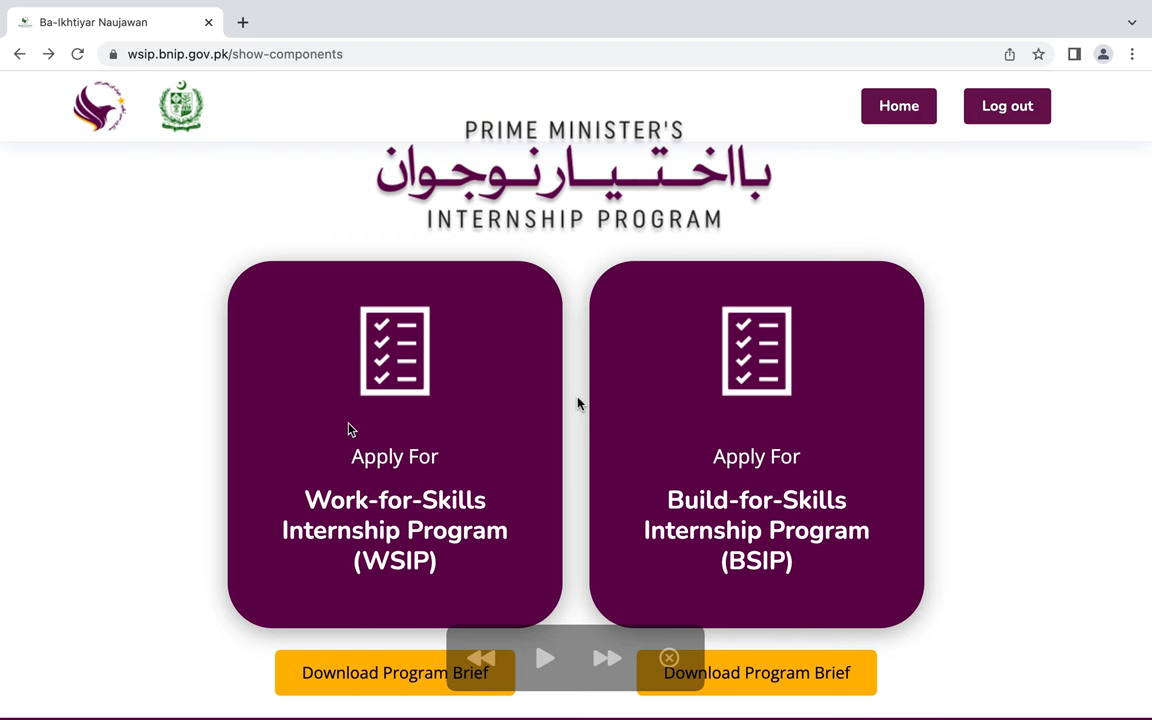 Ba-Ikhtiyar Naujawan
wsip.bnip.gov.pk/show-components
Home
Log out
PRIME MINISTER'S
بااختیار نوجوان
INTERNSHIP PROGRAM
Apply For
Work-for-Skills
Internship Program
(WSIP)
Apply For
Build-for-Skills
Internship Program
(BSIP)
Download Program Brief
Download Program Brief